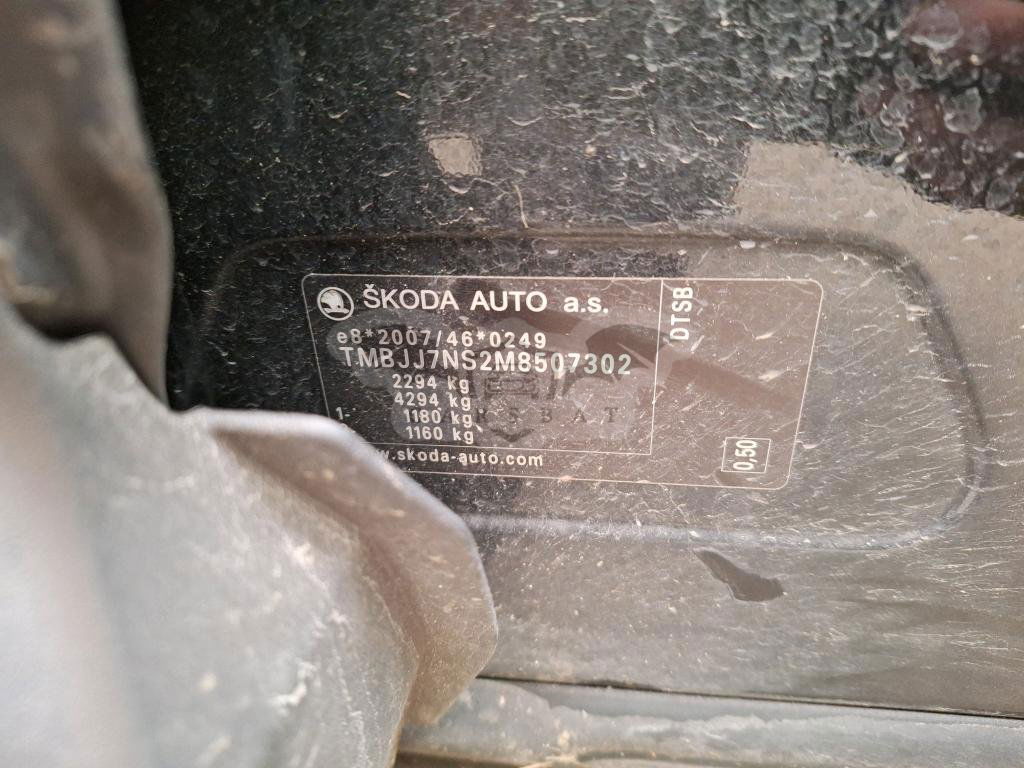 ŠKODA AUTO a.s.
DTSB
e8*2007/46*0249
TMBJJ7NS2M8507302
2294 kg
4294 kg
1- 1180 kg
1160 kg
.skoda-auto.com
0,50